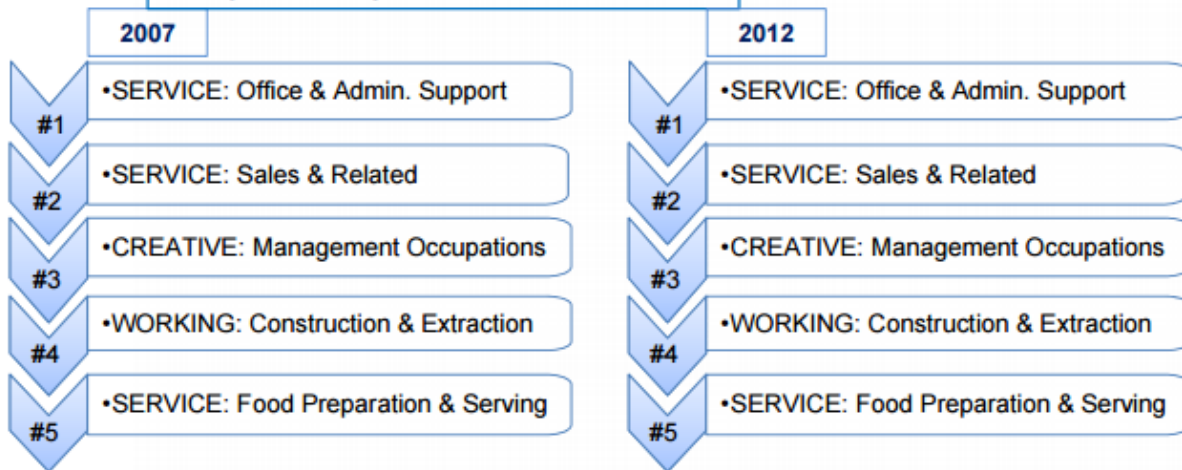 2007
#1
•SERVICE: Office & Admin. Support
#2
•SERVICE: Sales & Related
#3
•CREATIVE: Management Occupations
#4
•WORKING: Construction & Extraction
#5
•SERVICE: Food Preparation & Serving
2012
#1
•SERVICE: Office & Admin. Support
#2
•SERVICE: Sales & Related
#3
•CREATIVE: Management Occupations
#4
•WORKING: Construction & Extraction
#5
•SERVICE: Food Preparation & Serving